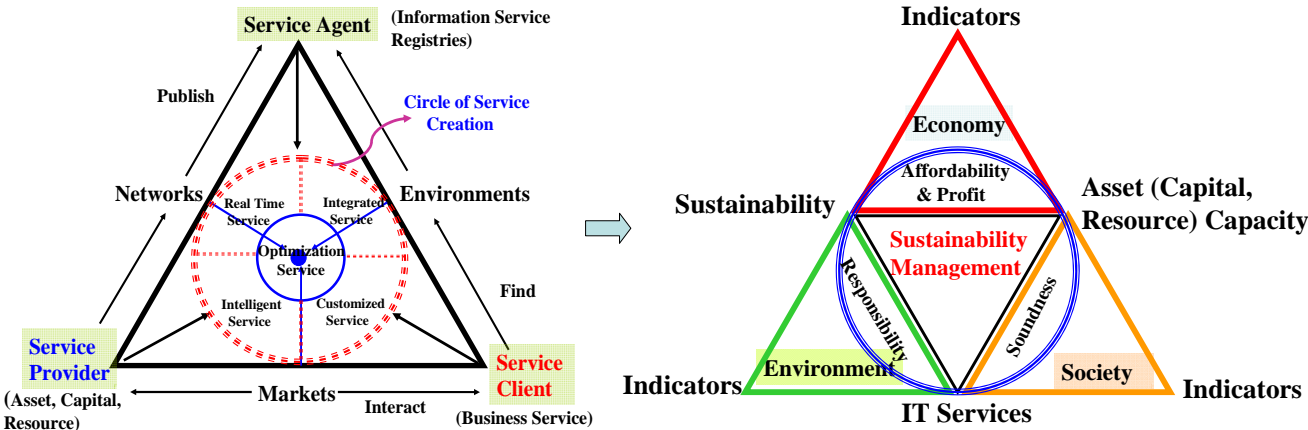 Service Agent
(Information Service
Registries)
Publish
Circle of Service
Creation
Networks
Environments
Real Time
Service
Integrated
Service
Optimization
Service
Intelligent
Service
Customized
Service
Find
Service
Provider
(Asset, Capital,
Resource)
Markets
Interact
Service
Client
(Business Service)
Indicators
Economy
Affordability
& Profit
Sustainability
Asset (Capital,
Resource) Capacity
Sustainability
Management
Responsibility
Soundness
Environment
Society
Indicators
Indicators
IT Services